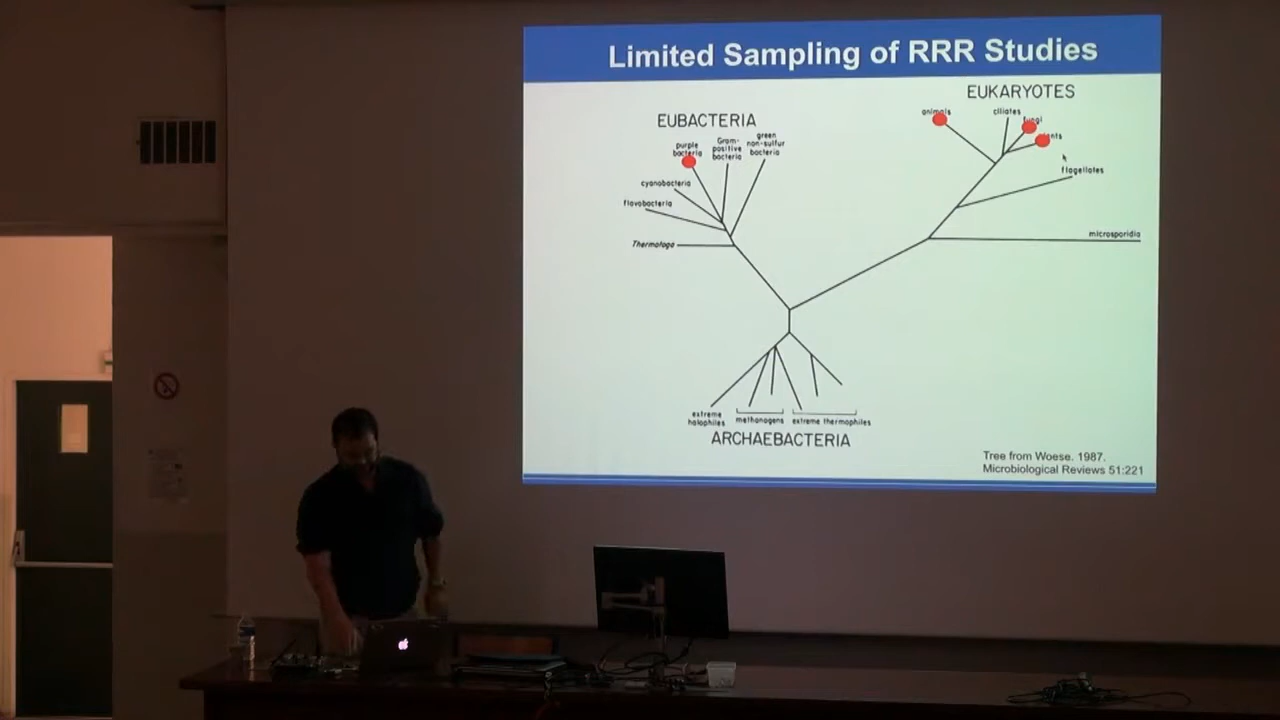 Limited Sampling of RRR Studies
EUKARYOTES
EUBACTERIA
animals
ciliates
fungi
purple
bacteria
Gram-
positive
bacteria
green
non-sulfur
bacteria
flagellates
cyanobacteria
flavobacteria
microsporidia
Thermotoga
extreme
halophiles
methanogens
extreme thermophiles
ARCHAEBACTERIA
Tree from Woese. 1987.
Microbiological Reviews 51:221